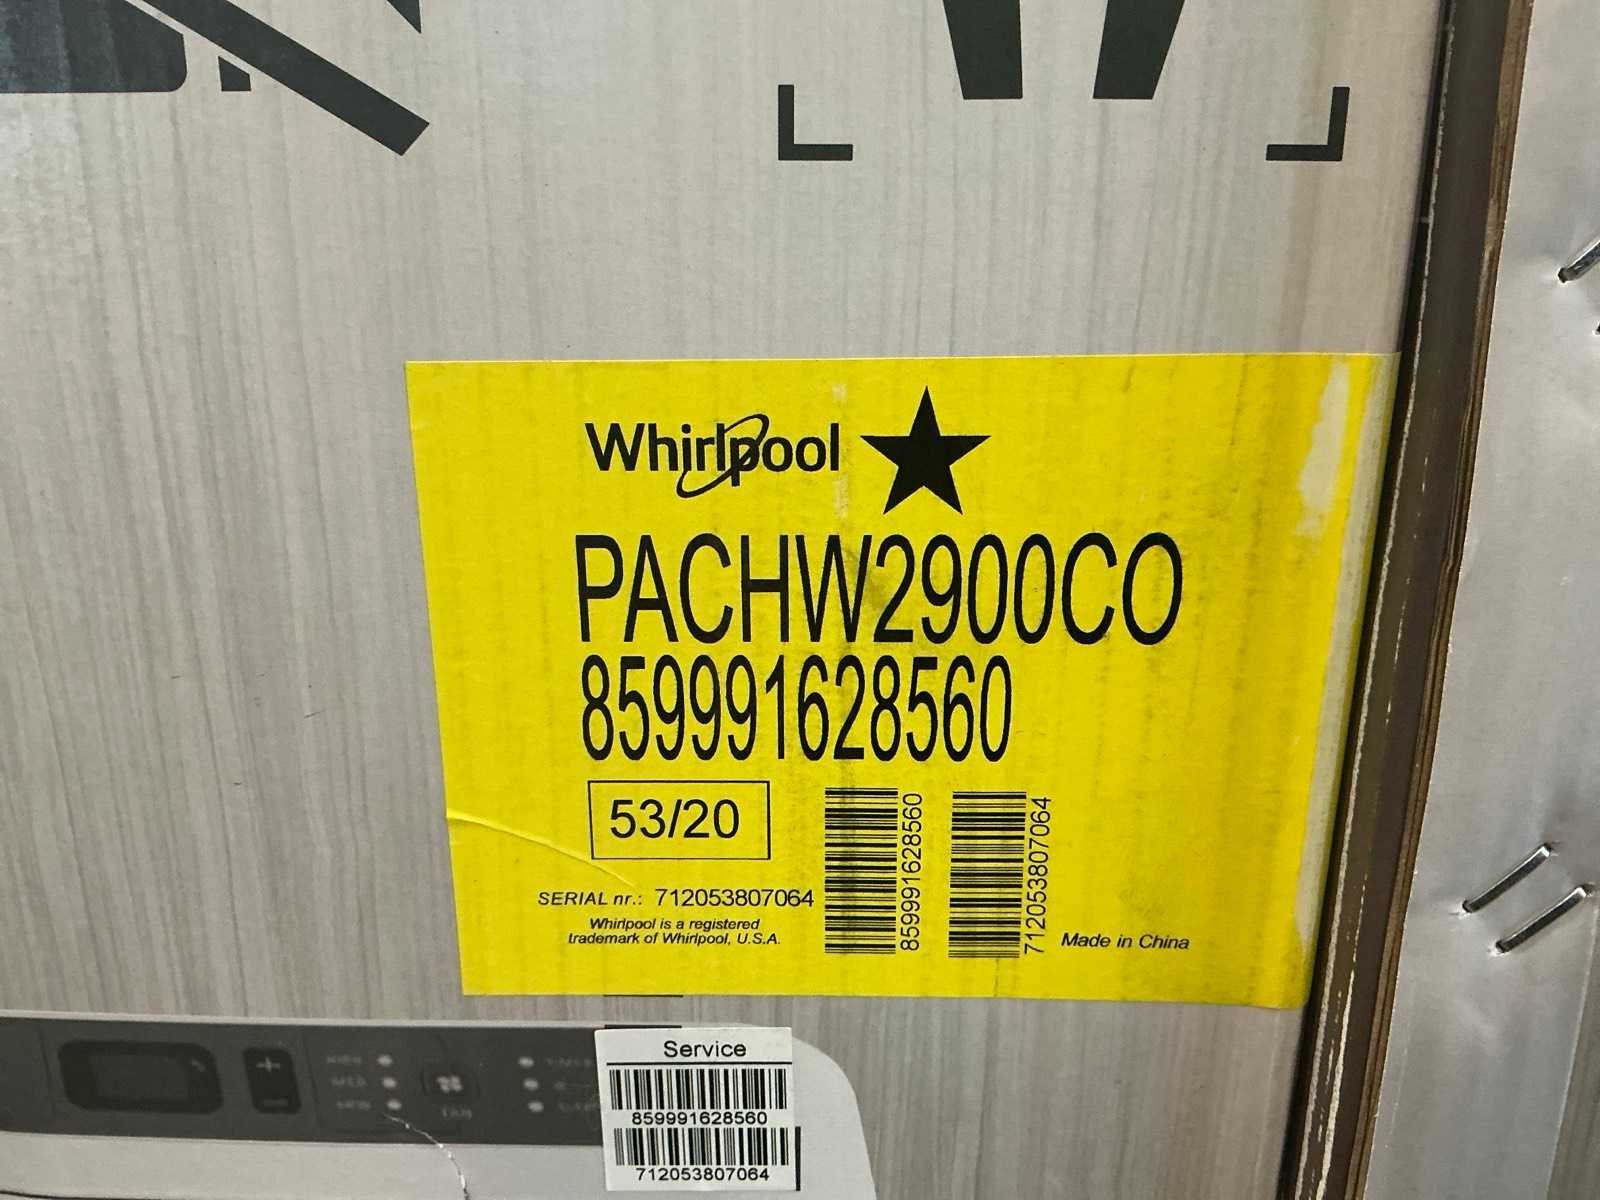 Whirlpool
PACHW2900CO
859991628560
53/20
SERIAL nr.: 712053807064
Whirlpool is a registered
trademark of Whirlpool, U.S.A.
859991628560
712053807064
Made in China
Service
859991628560
712053807064
FAN